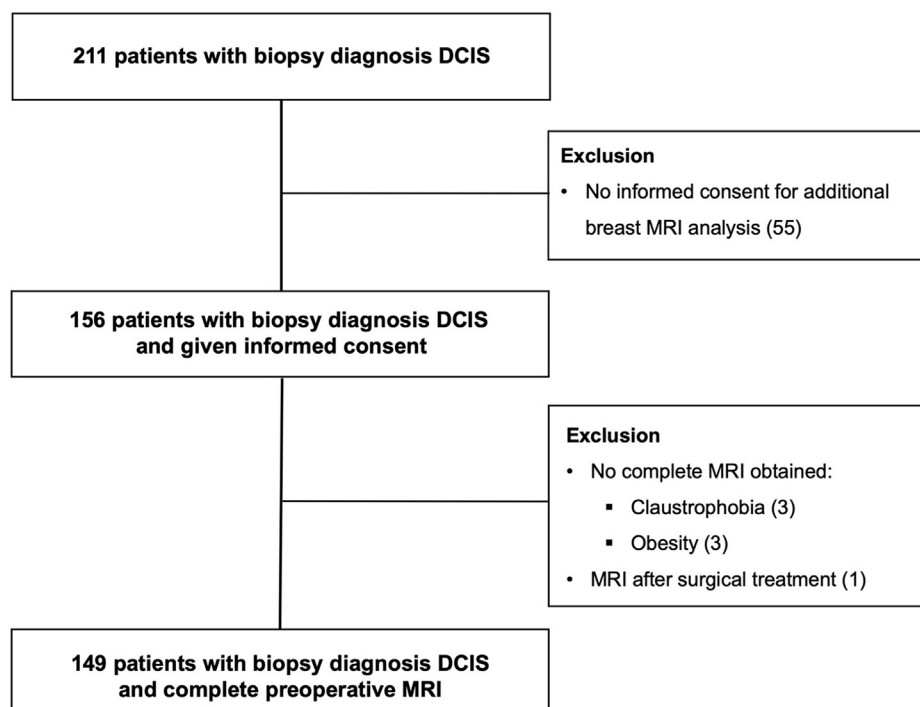 211 patients with biopsy diagnosis DCIS
Exclusion
• No informed consent for additional
breast MRI analysis (55)
156 patients with biopsy diagnosis DCIS
and given informed consent
Exclusion
• No complete MRI obtained:
▪ Claustrophobia (3)
▪ Obesity (3)
• MRI after surgical treatment (1)
149 patients with biopsy diagnosis DCIS
and complete preoperative MRI